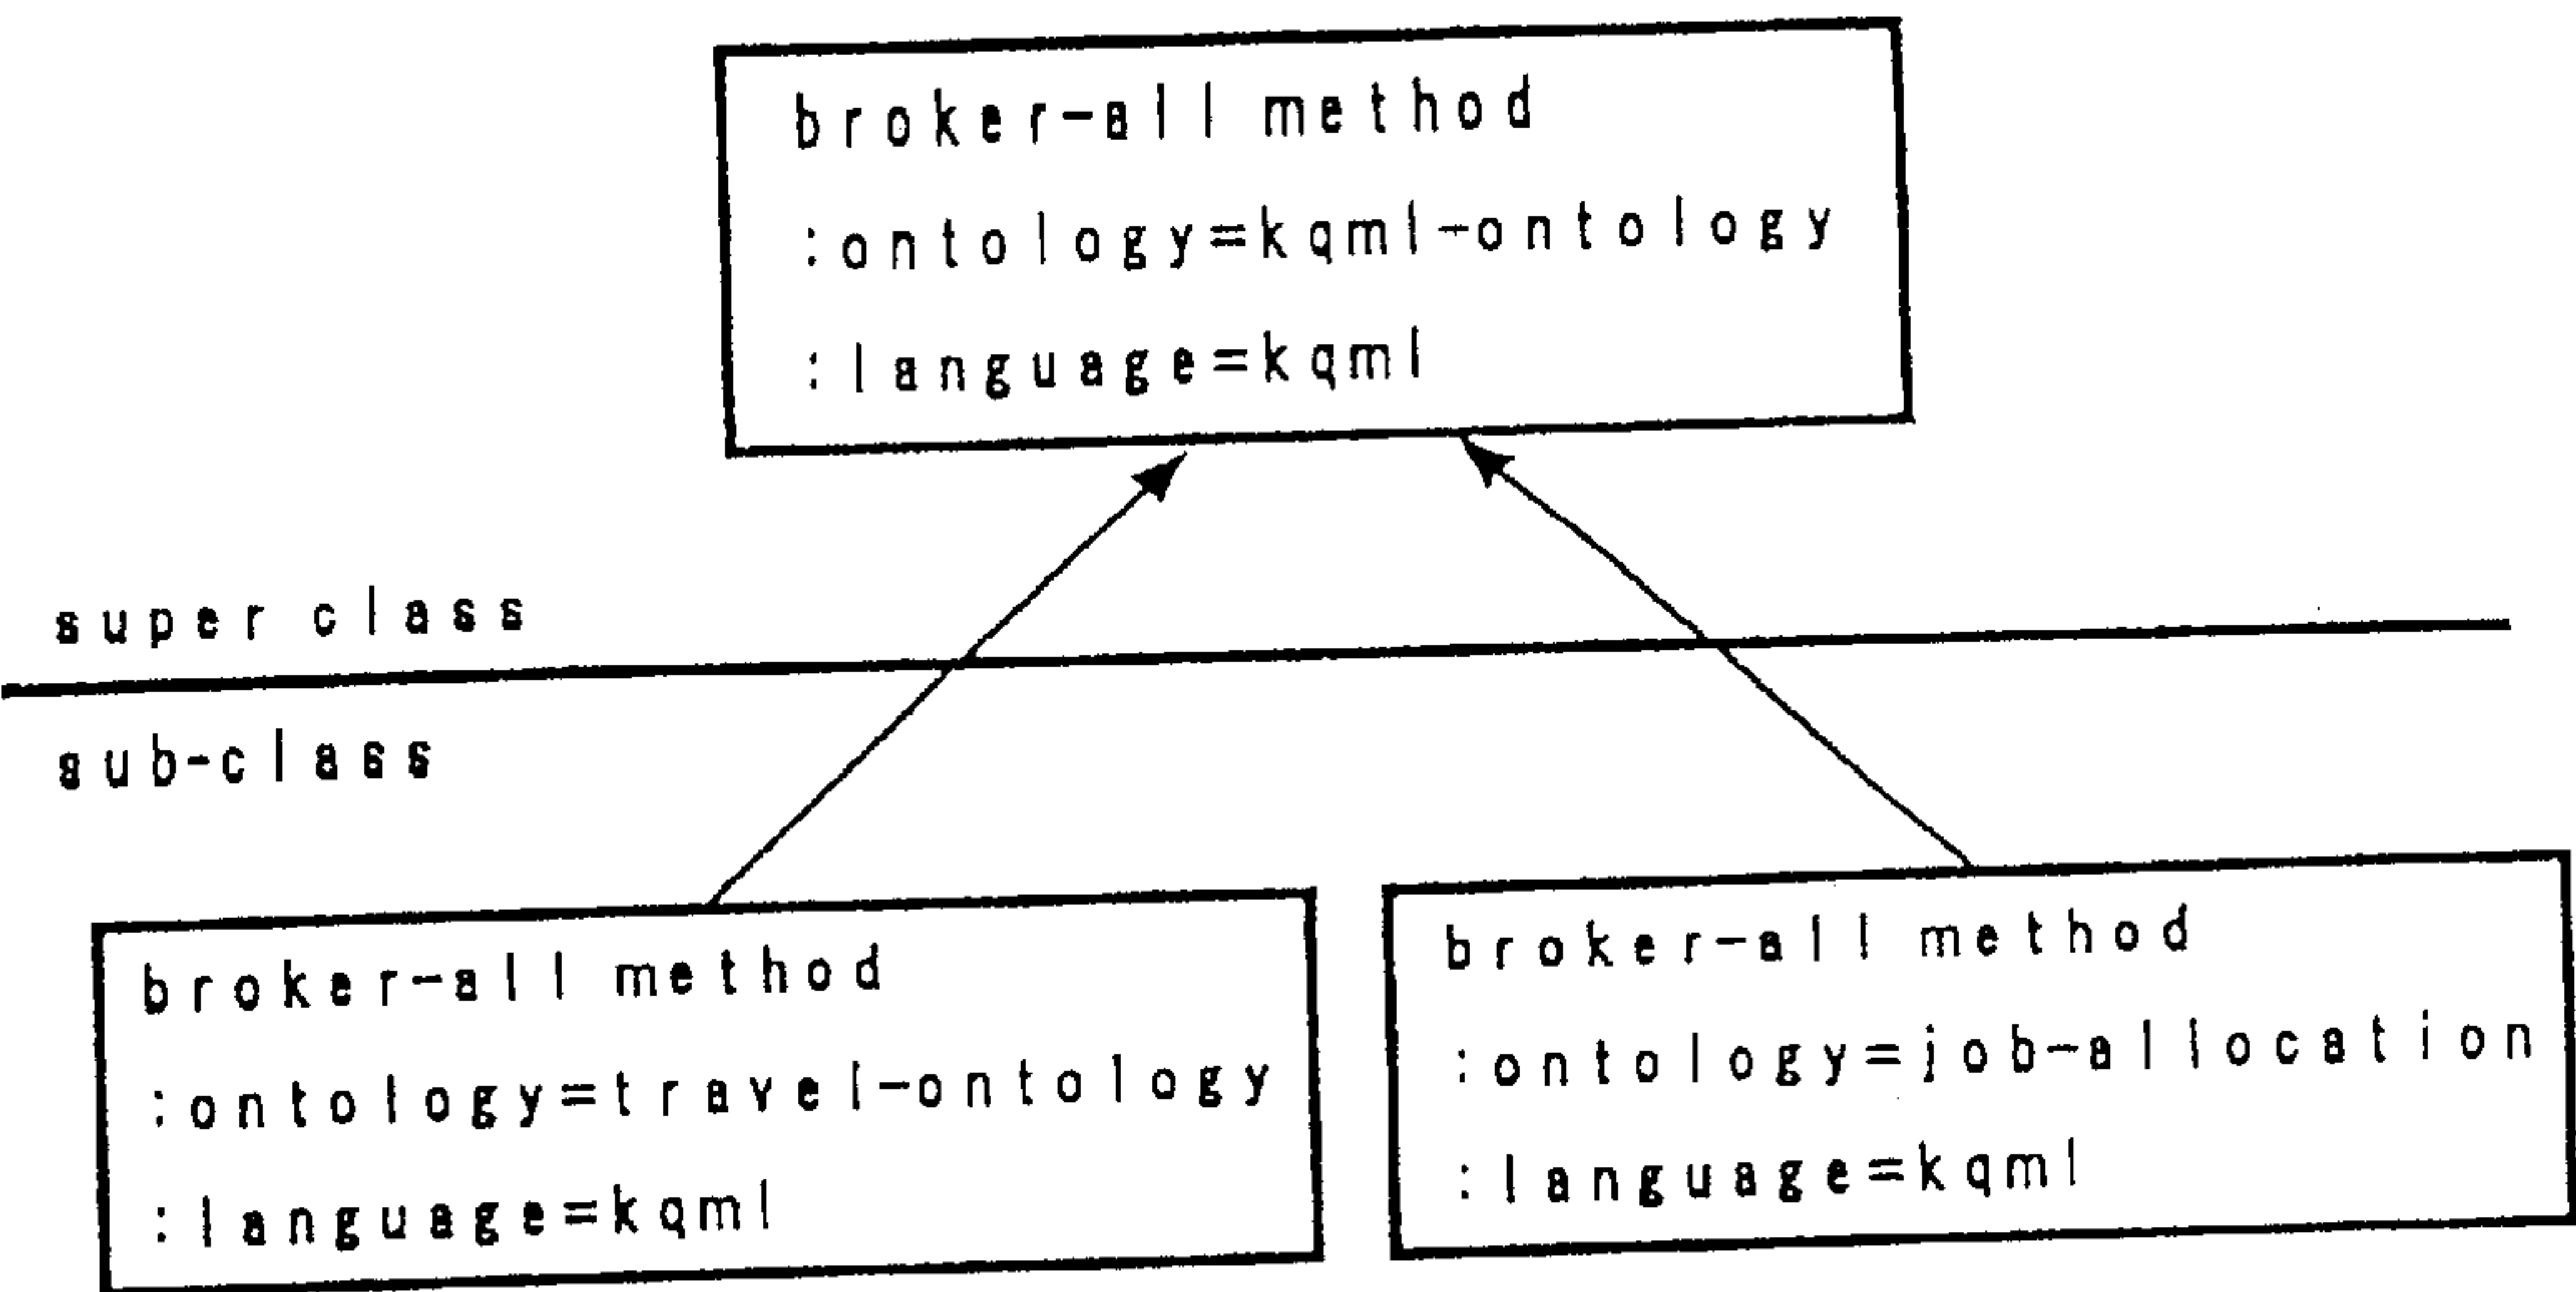 broker-all method
:ontology=kqml-ontology
:language=kqml
super class
sub-class
broker-all method
:ontology=travel-ontology
:language=kqml
broker-all method
:ontology=job-allocation
:language=kqml